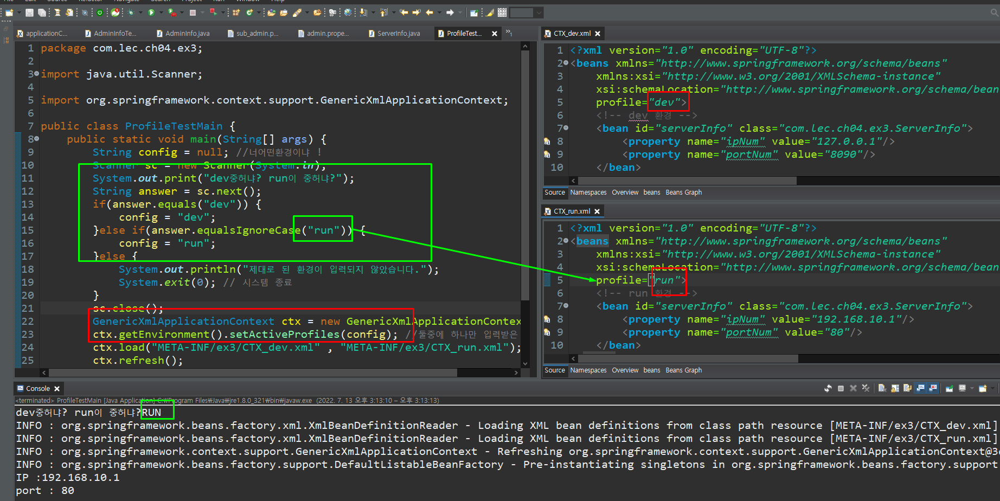 File Edit Source Refactor Navigate Search Project Run Window Help
applicationC...
AdminInfoTe...
AdminInfo.java
sub_admin.p...
admin.prope...
ServerInfo.java
ProfileTest...
1 package com.lec.ch04.ex3;
2
3 import java.util.Scanner;
4
5 import org.springframework.context.support.GenericXmlApplicationContext;
6
7 public class ProfileTestMain {
8 public static void main(String[] args) {
9 String config = null; //너어떤환경이냐 !
10 Scanner sc = new Scanner(System.in);
11 System.out.print("dev중허냐? run이 중허냐?");
12 String answer = sc.next();
13 if(answer.equals("dev")) {
14 config = "dev";
15 }else if(answer.equalsIgnoreCase("run")) {
16 config = "run";
17 }else {
18 System.out.println("제대로 된 환경이 입력되지 않았습니다.");
19 System.exit(0); // 시스템 종료
20 }
21 sc.close();
22 GenericXmlApplicationContext ctx = new GenericXmlApplicationContex
23 ctx.getEnvironment().setActiveProfiles(config); //둘중에 하나만 입력받은
24 ctx.load("META-INF/ex3/CTX_dev.xml" , "META-INF/ex3/CTX_run.xml");
25 ctx.refresh();
CTX_dev.xml
1 <?xml version="1.0" encoding="UTF-8"?>
2 <beans xmlns="http://www.springframework.org/schema/beans"
3 xmlns:xsi="http://www.w3.org/2001/XMLSchema-instance"
4 xsi:schemaLocation="http://www.springframework.org/schema/bean
5 profile="dev">
6 <!-- dev 환경 -->
7 <bean id="serverInfo" class="com.lec.ch04.ex3.ServerInfo">
8 <property name="ipNum" value="127.0.0.1"/>
9 <property name="portNum" value="8090"/>
10 </bean>
Source Namespaces Overview beans Beans Graph
CTX_run.xml
1 <?xml version="1.0" encoding="UTF-8"?>
2 <beans xmlns="http://www.springframework.org/schema/beans"
3 xmlns:xsi="http://www.w3.org/2001/XMLSchema-instance"
4 xsi:schemaLocation="http://www.springframework.org/schema/bean
5 profile="run">
6 <!-- run 환경 -->
7 <bean id="serverInfo" class="com.lec.ch04.ex3.ServerInfo">
8 <property name="ipNum" value="192.168.10.1"/>
9 <property name="portNum" value="80"/>
10 </bean>
Source Namespaces Overview beans Beans Graph
Console
<terminated> ProfileTestMain [Java Application] C:₩Program Files₩Java₩jre1.8.0_321₩bin₩javaw.exe (2022. 7. 13 오후 3:13:10 – 오후 3:13:13)
dev중허냐? run이 중허냐?RUN
INFO : org.springframework.beans.factory.xml.XmlBeanDefinitionReader - Loading XML bean definitions from class path resource [META-INF/ex3/CTX_dev.xml]
INFO : org.springframework.beans.factory.xml.XmlBeanDefinitionReader - Loading XML bean definitions from class path resource [META-INF/ex3/CTX_run.xml]
INFO : org.springframework.context.support.GenericXmlApplicationContext - Refreshing org.springframework.context.support.GenericXmlApplicationContext@3
INFO : org.springframework.beans.factory.support.DefaultListableBeanFactory - Pre-instantiating singletons in org.springframework.beans.factory.support
IP :192.168.10.1
port : 80